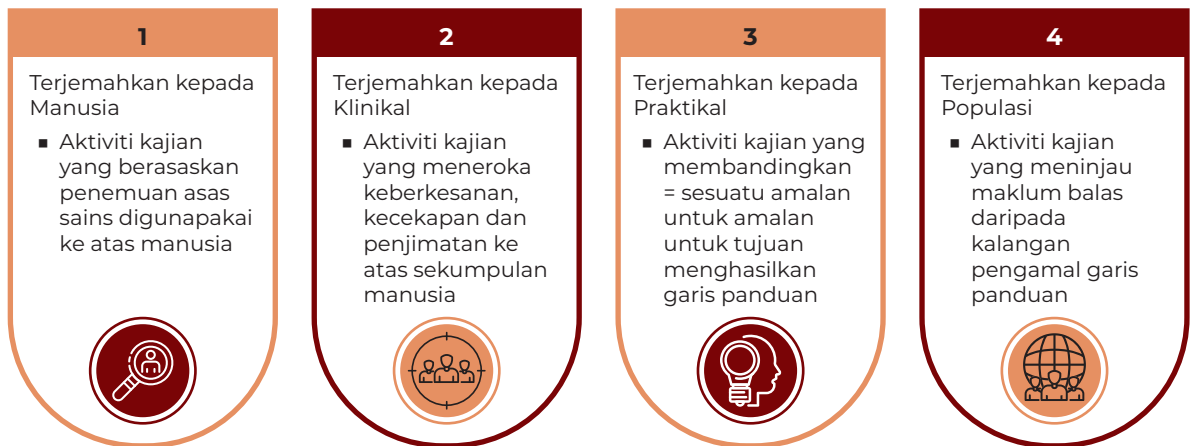 1
Terjemahkan kepada
Manusia
▪ Aktiviti kajian
yang berasaskan
penemuan asas
sains digunapakai
ke atas manusia
2
Terjemahkan kepada
Klinikal
▪ Aktiviti kajian
yang meneroka
keberkesanan,
kecekapan dan
penjimatan ke
atas sekumpulan
manusia
3
Terjemahkan kepada
Praktikal
▪ Aktiviti kajian yang
membandingkan
= sesuatu amalan
untuk amalan
untuk tujuan
menghasilkan
garis panduan
4
Terjemahkan kepada
Populasi
▪ Aktiviti kajian
yang meninjau
maklum balas
daripada
kalangan
pengamal garis
panduan